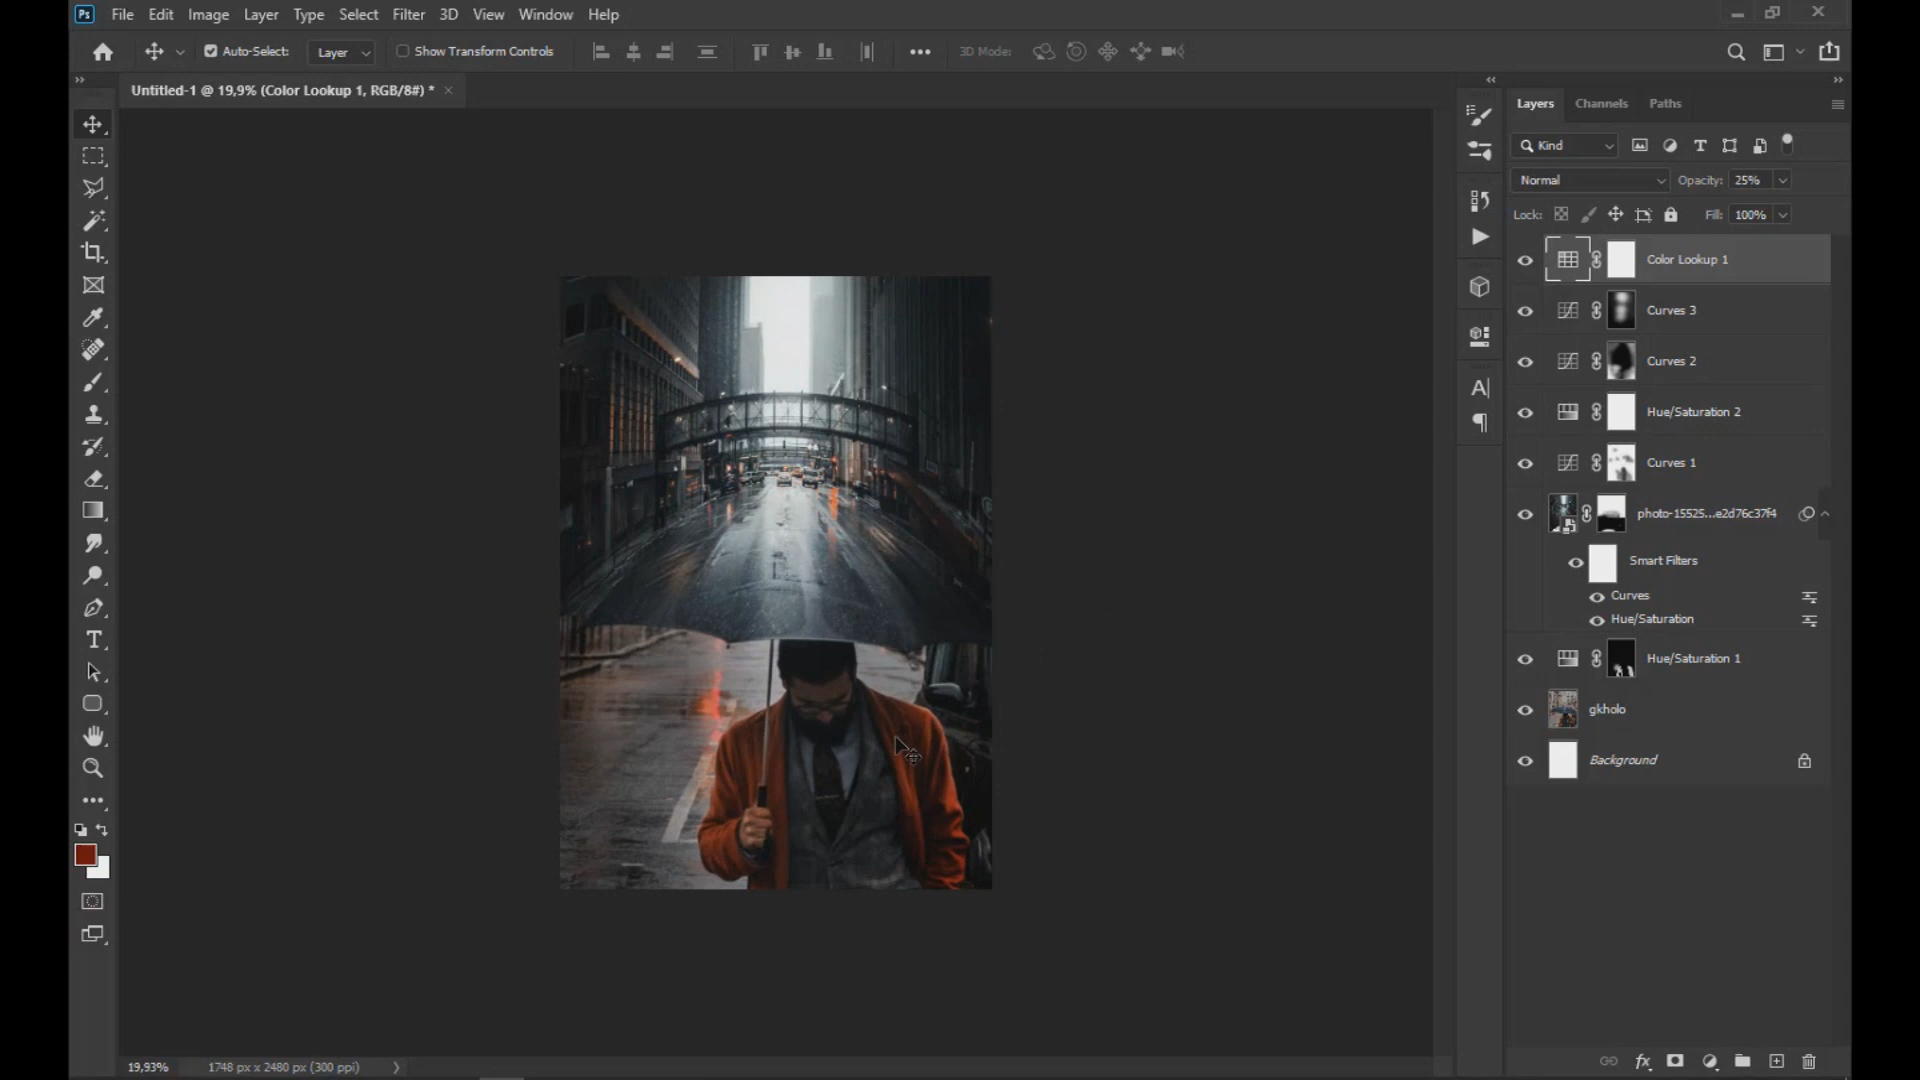 Ps File Edit Image Layer Type Select Filter 3D View Window Help
Auto-Select: Layer Show Transform Controls 3D Mode:
Untitled-1 @ 19,9% (Color Lookup 1, RGB/8#) *
Layers Channels Paths
Kind
Normal Opacity: 25%
Lock: Fill: 100%
Color Lookup 1
Curves 3
Curves 2
Hue/Saturation 2
Curves 1
photo-15525...e2d76c37f4
Smart Filters
Curves
Hue/Saturation
Hue/Saturation 1
gkholo
Background
19,93% 1748 px x 2480 px (300 ppi)